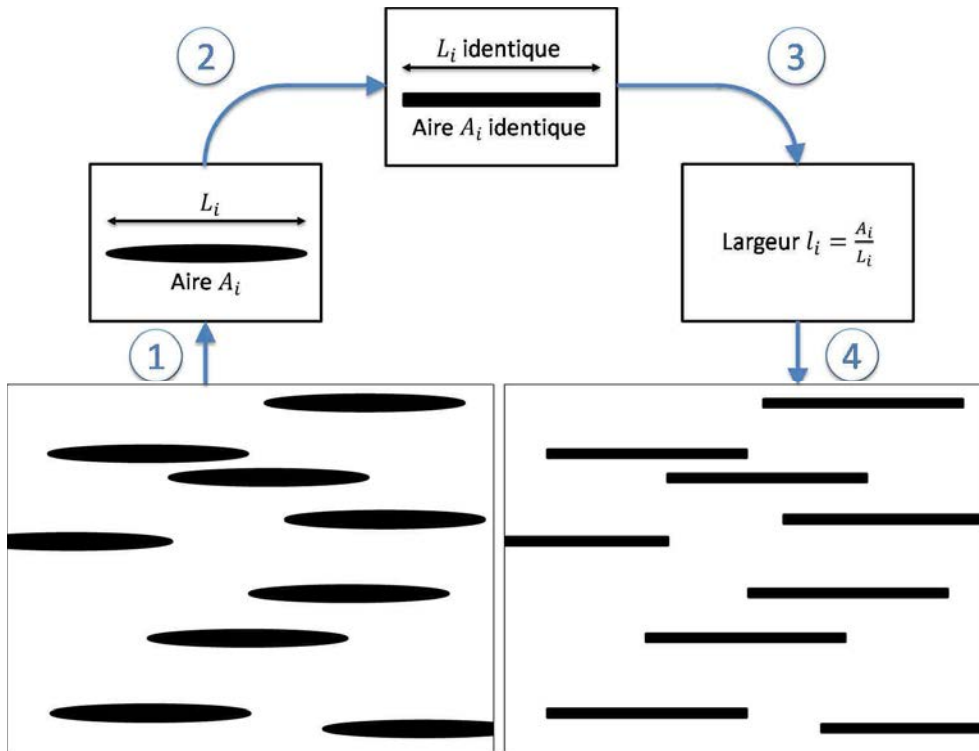 2
L_i identique
Aire A_i identique
3
L_i
Aire A_i
Largeur l_i = A_i/L_i
1
4